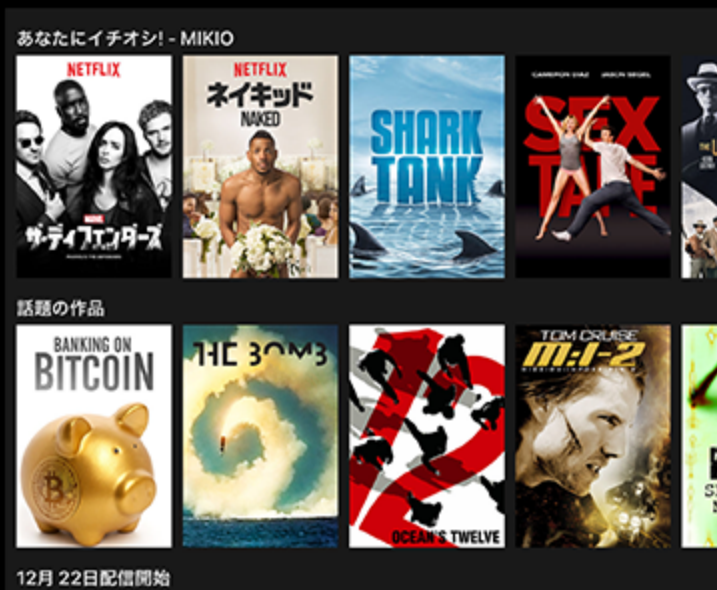 あなたにイチオシ! - MIKIO
NETFLIX
MARVEL
ザ・ディフェンダーズ
NETFLIX
ネイキッド
NAKED
SHARK
TANK
CAMERON DIAZ JASON SEGEL
SEX
TAPE
THE
話題の作品
BANKING ON
BITCOIN
THE BOMB
12
OCEAN'S TWELVE
TOM CRUISE
M:I-2
12月 22日配信開始